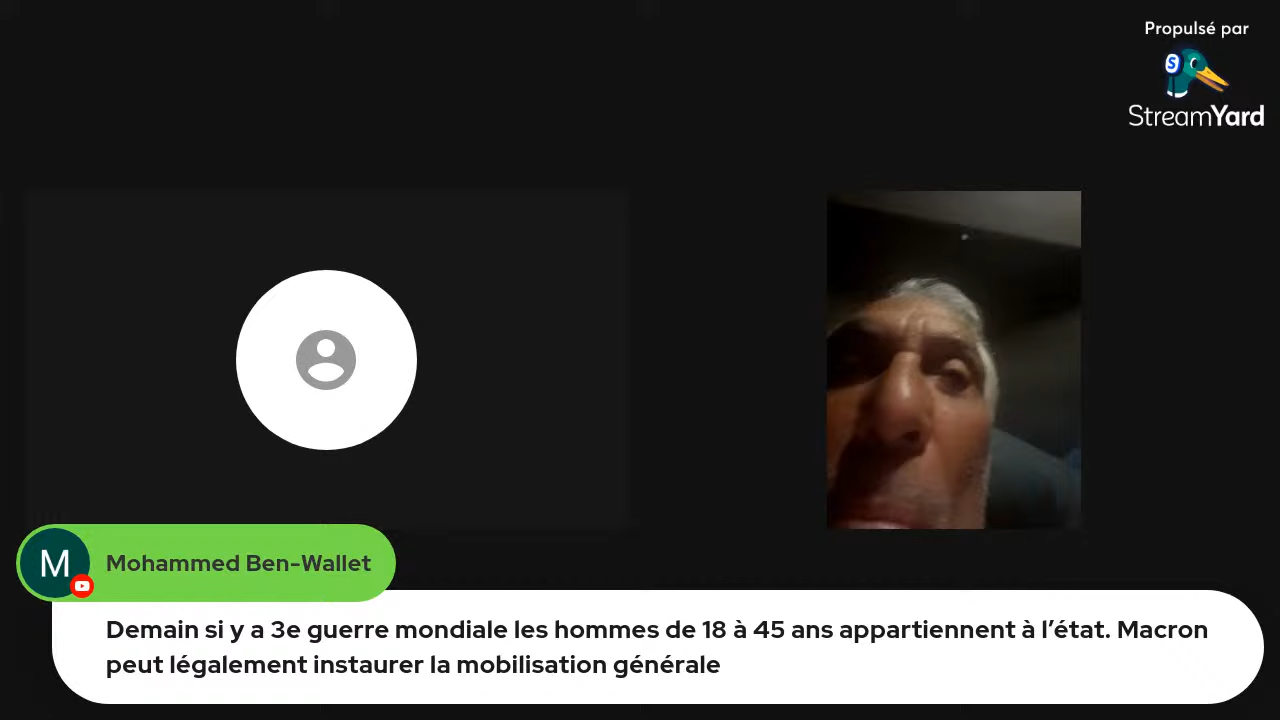 Propulsé par
S
StreamYard
M
Mohammed Ben-Wallet
Demain si y a 3e guerre mondiale les hommes de 18 à 45 ans appartiennent à l’état. Macron
peut légalement instaurer la mobilisation générale